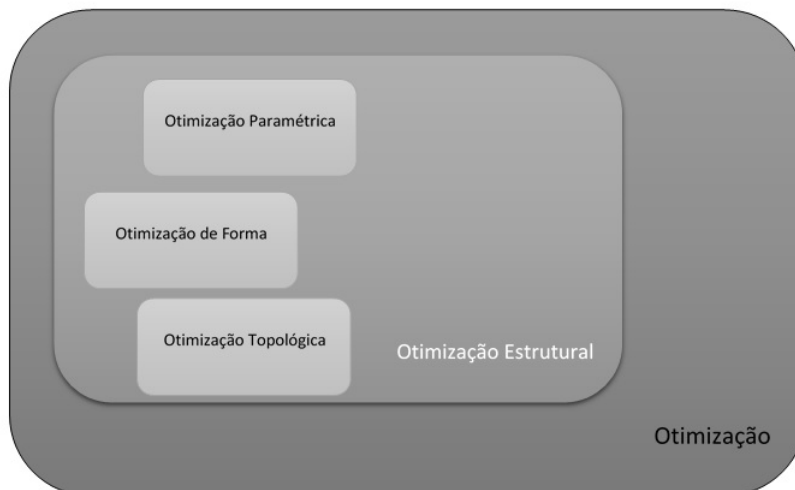 Otimização Paramétrica
Otimização de Forma
Otimização Topológica
Otimização Estrutural
Otimização